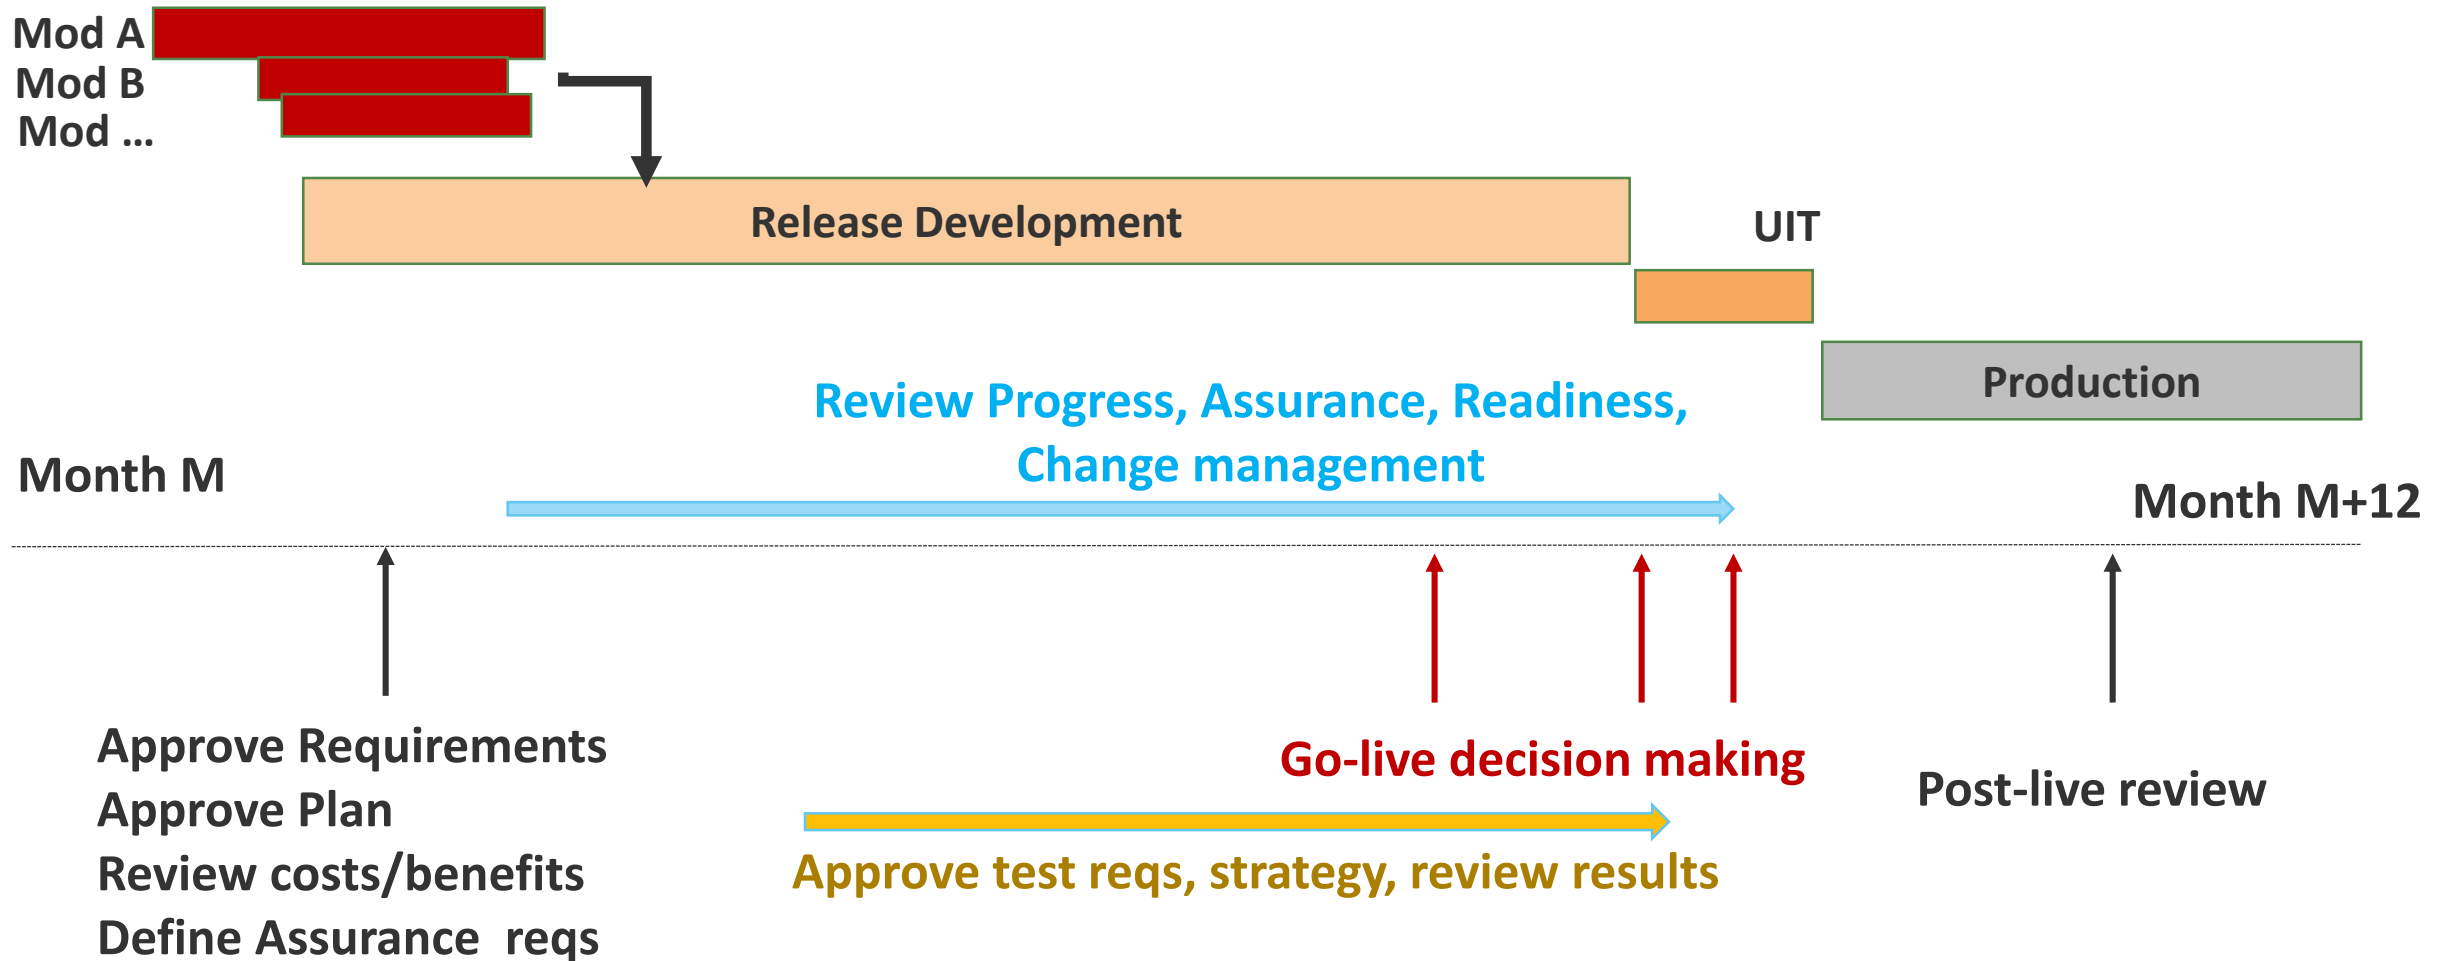 Mod A
Mod B
Mod ...
Release Development
UIT
Production
Review Progress, Assurance, Readiness,
Change management
Month M
Month M+12
Approve Requirements
Approve Plan
Review costs/benefits
Define Assurance  reqs
Go-live decision making
Approve test reqs, strategy, review results
Post-live review